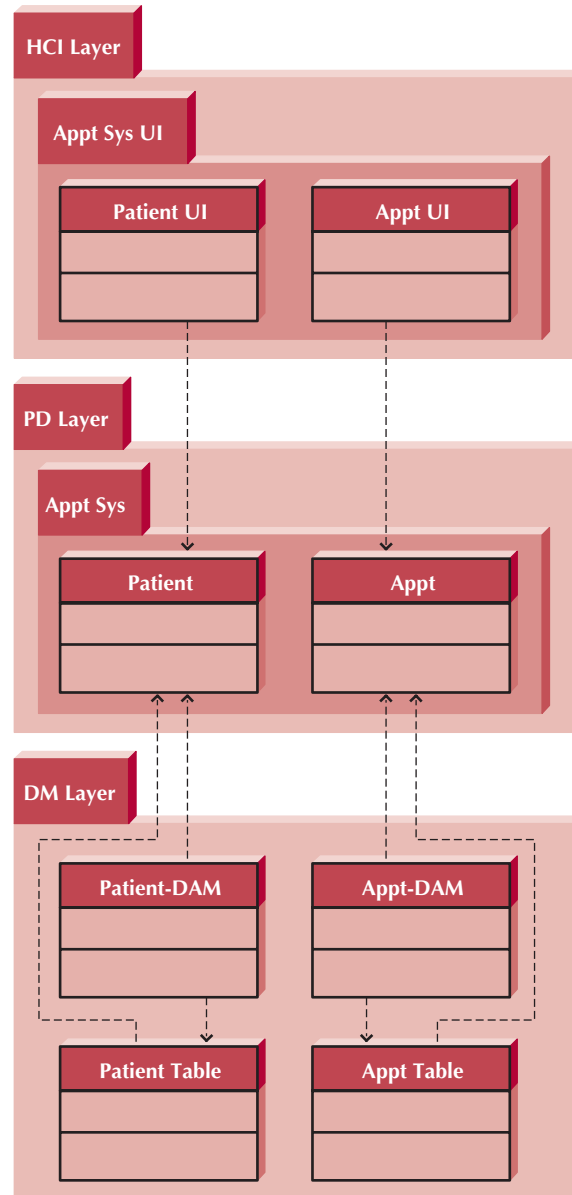 HCI Layer
Appt Sys UI
Patient UI
Appt UI
PD Layer
Appt Sys
Patient
Appt
DM Layer
Patient-DAM
Appt-DAM
Patient Table
Appt Table